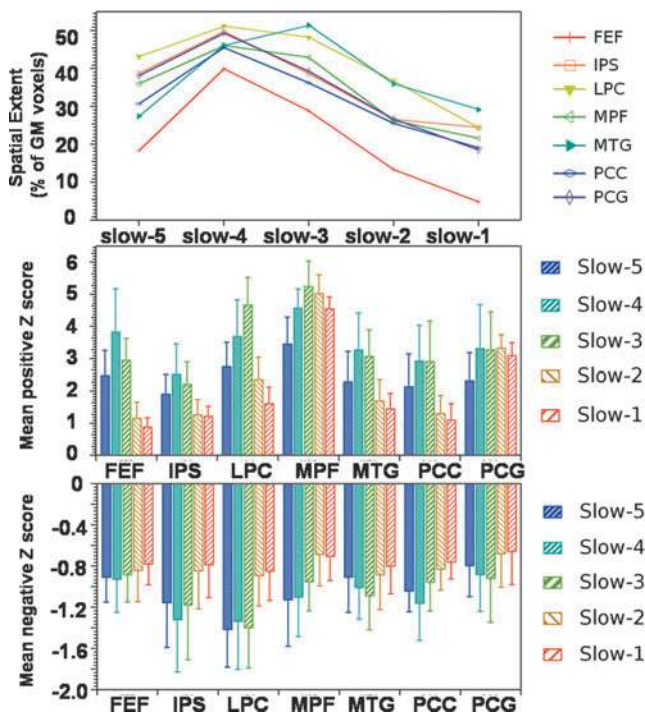 Spatial Extent
(% of GM voxels)
50
40
30
20
10
0
slow-5 slow-4 slow-3 slow-2 slow-1
FEF
IPS
LPC
MPF
MTG
PCC
PCG
Mean positive Z score
6
5
4
3
2
1
0
FEF IPS LPC MPF MTG PCC PCG
Slow-5
Slow-4
Slow-3
Slow-2
Slow-1
Mean negative Z score
0
-0.4
-0.8
-1.2
-1.6
-2.0
FEF IPS LPC MPF MTG PCC PCG
Slow-5
Slow-4
Slow-3
Slow-2
Slow-1